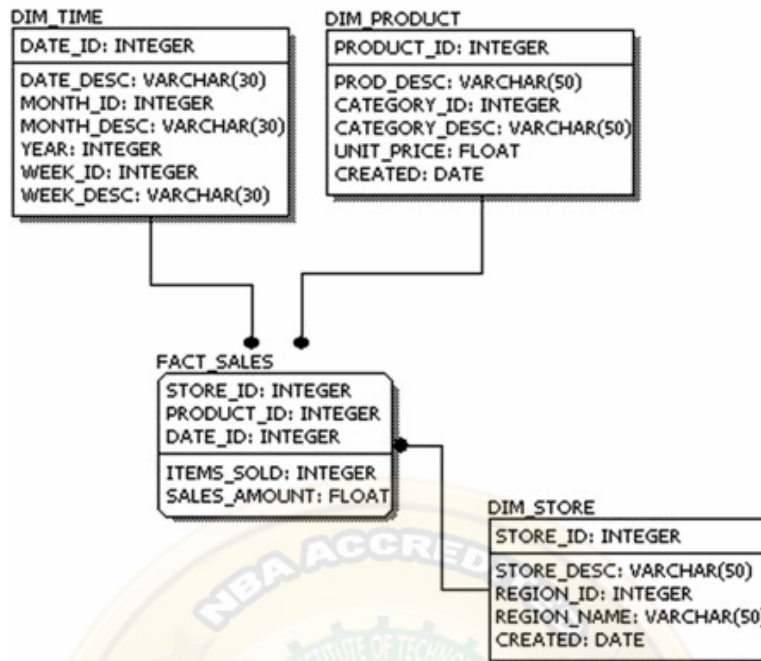 DIM_TIME
DATE_ID: INTEGER
DATE_DESC: VARCHAR(30)
MONTH_ID: INTEGER
MONTH_DESC: VARCHAR(30)
YEAR: INTEGER
WEEK_ID: INTEGER
WEEK_DESC: VARCHAR(30)
DIM_PRODUCT
PRODUCT_ID: INTEGER
PROD_DESC: VARCHAR(50)
CATEGORY_ID: INTEGER
CATEGORY_DESC: VARCHAR(50)
UNIT_PRICE: FLOAT
CREATED: DATE
FACT_SALES
STORE_ID: INTEGER
PRODUCT_ID: INTEGER
DATE_ID: INTEGER
ITEMS_SOLD: INTEGER
SALES_AMOUNT: FLOAT
DIM_STORE
STORE_ID: INTEGER
STORE_DESC: VARCHAR(50)
REGION_ID: INTEGER
REGION_NAME: VARCHAR(50)
CREATED: DATE
NBA
OF TECHNO